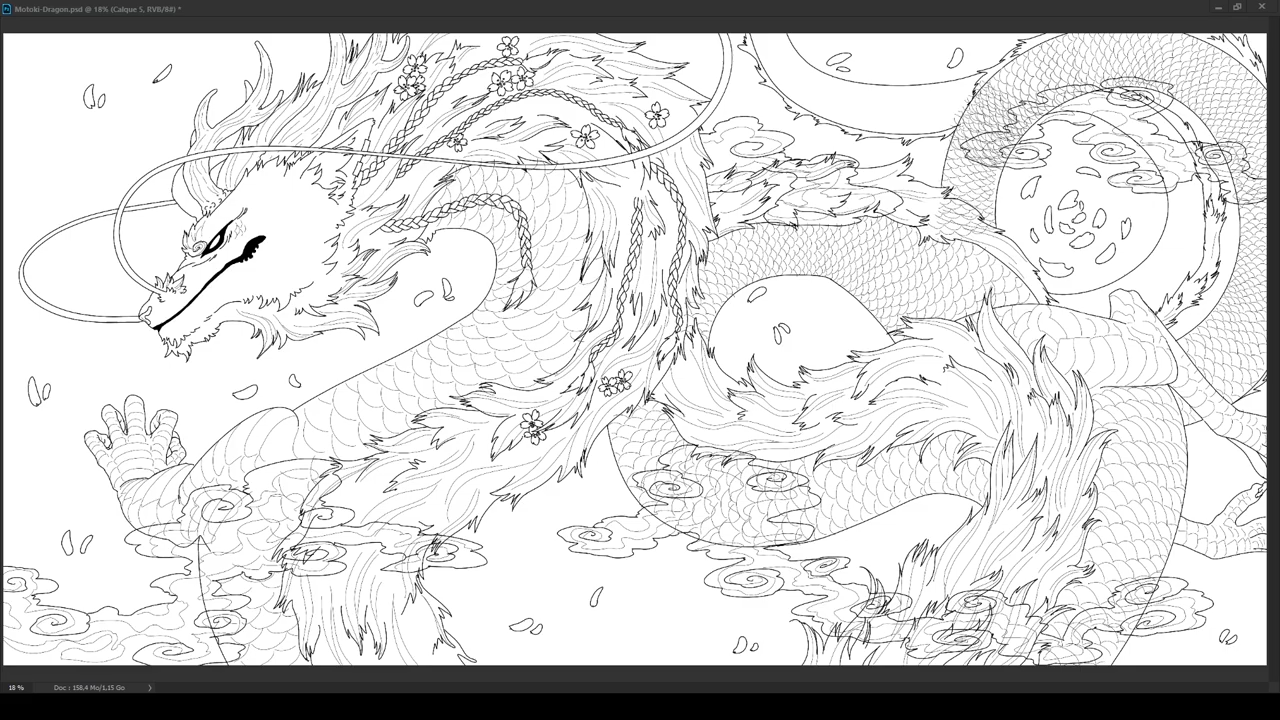 Motoki-Dragon.psd @ 18% (Calque 5, RVB/8#) *
18 %
Doc : 158,4 Mo/1,15 Go